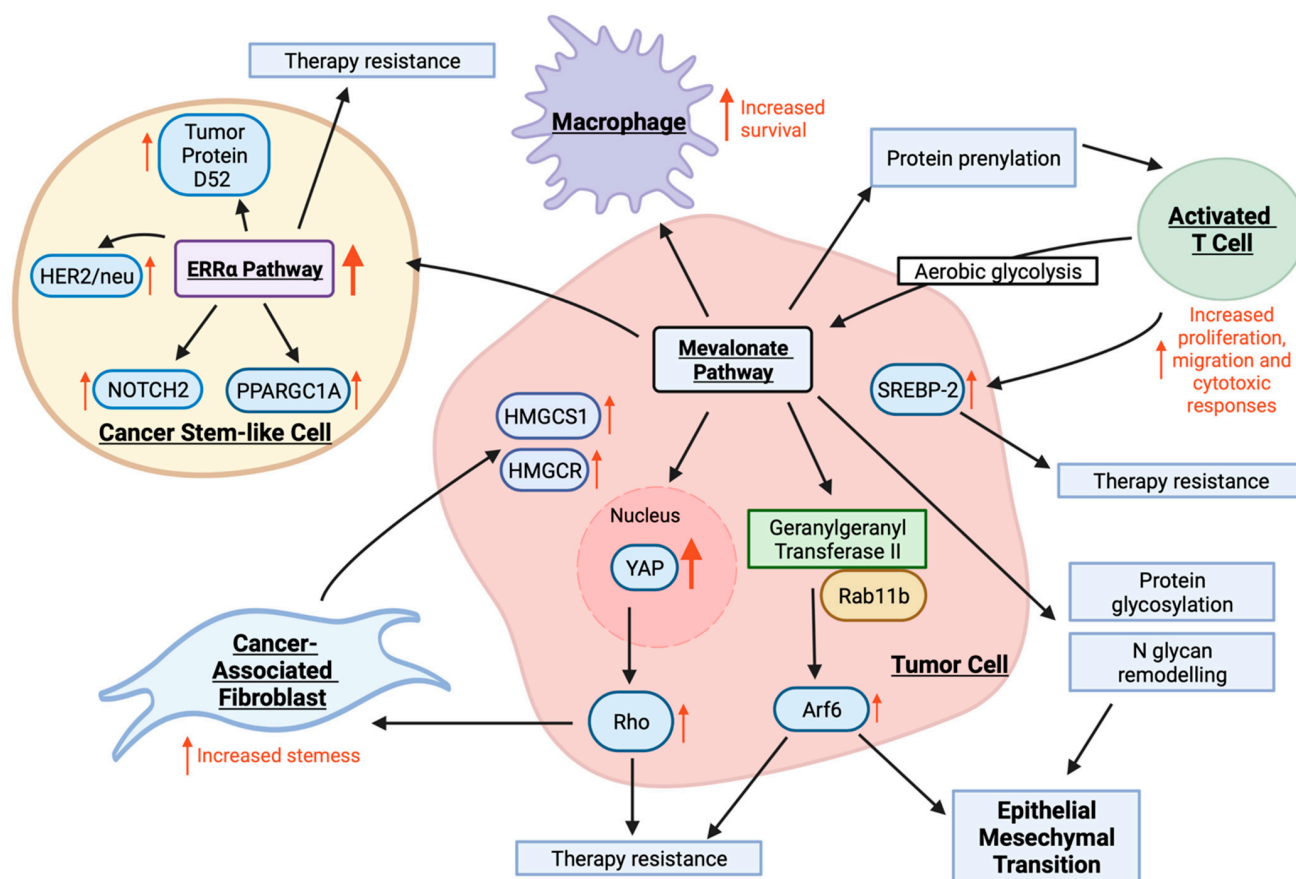 Therapy resistance
Tumor
Protein
D52
HER2/neu
ERRα Pathway
NOTCH2
PPARGC1A
Cancer Stem-like Cell
Macrophage
Increased
survival
Protein prenylation
Activated
T Cell
Aerobic glycolysis
Increased
proliferation,
migration and
cytotoxic
responses
Mevalonate
Pathway
SREBP-2
Therapy resistance
HMGCS1
HMGCR
Nucleus
YAP
Geranylgeranyl
Transferase II
Rab11b
Protein
glycosylation
N glycan
remodelling
Tumor Cell
Cancer-
Associated
Fibroblast
Increased stemess
Rho
Arf6
Therapy resistance
Epithelial
Mesechymal
Transition